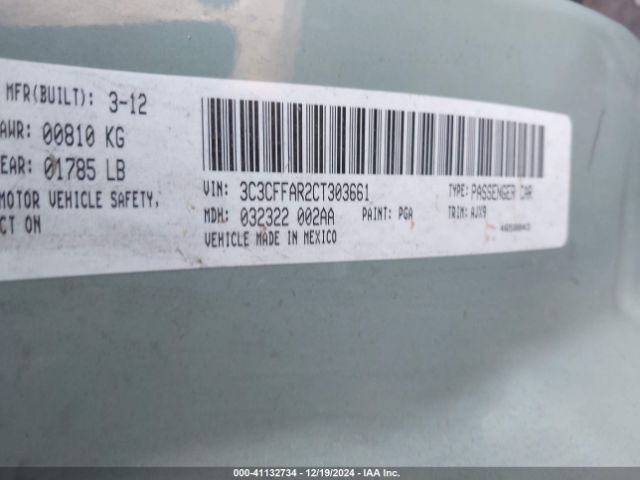 MFR(BUILT): 3-12
AWR: 00810 KG
EAR: 01785 LB
MOTOR VEHICLE SAFETY,
CT ON
VIN: 3C3CFFAR2CT303661
TYPE: PASSENGER CAR
MDH: 032322 002AA
PAINT: PGA
TRIM: AJX9
VEHICLE MADE IN MEXICO
000-41132734 - 12/19/2024 - IAA Inc.